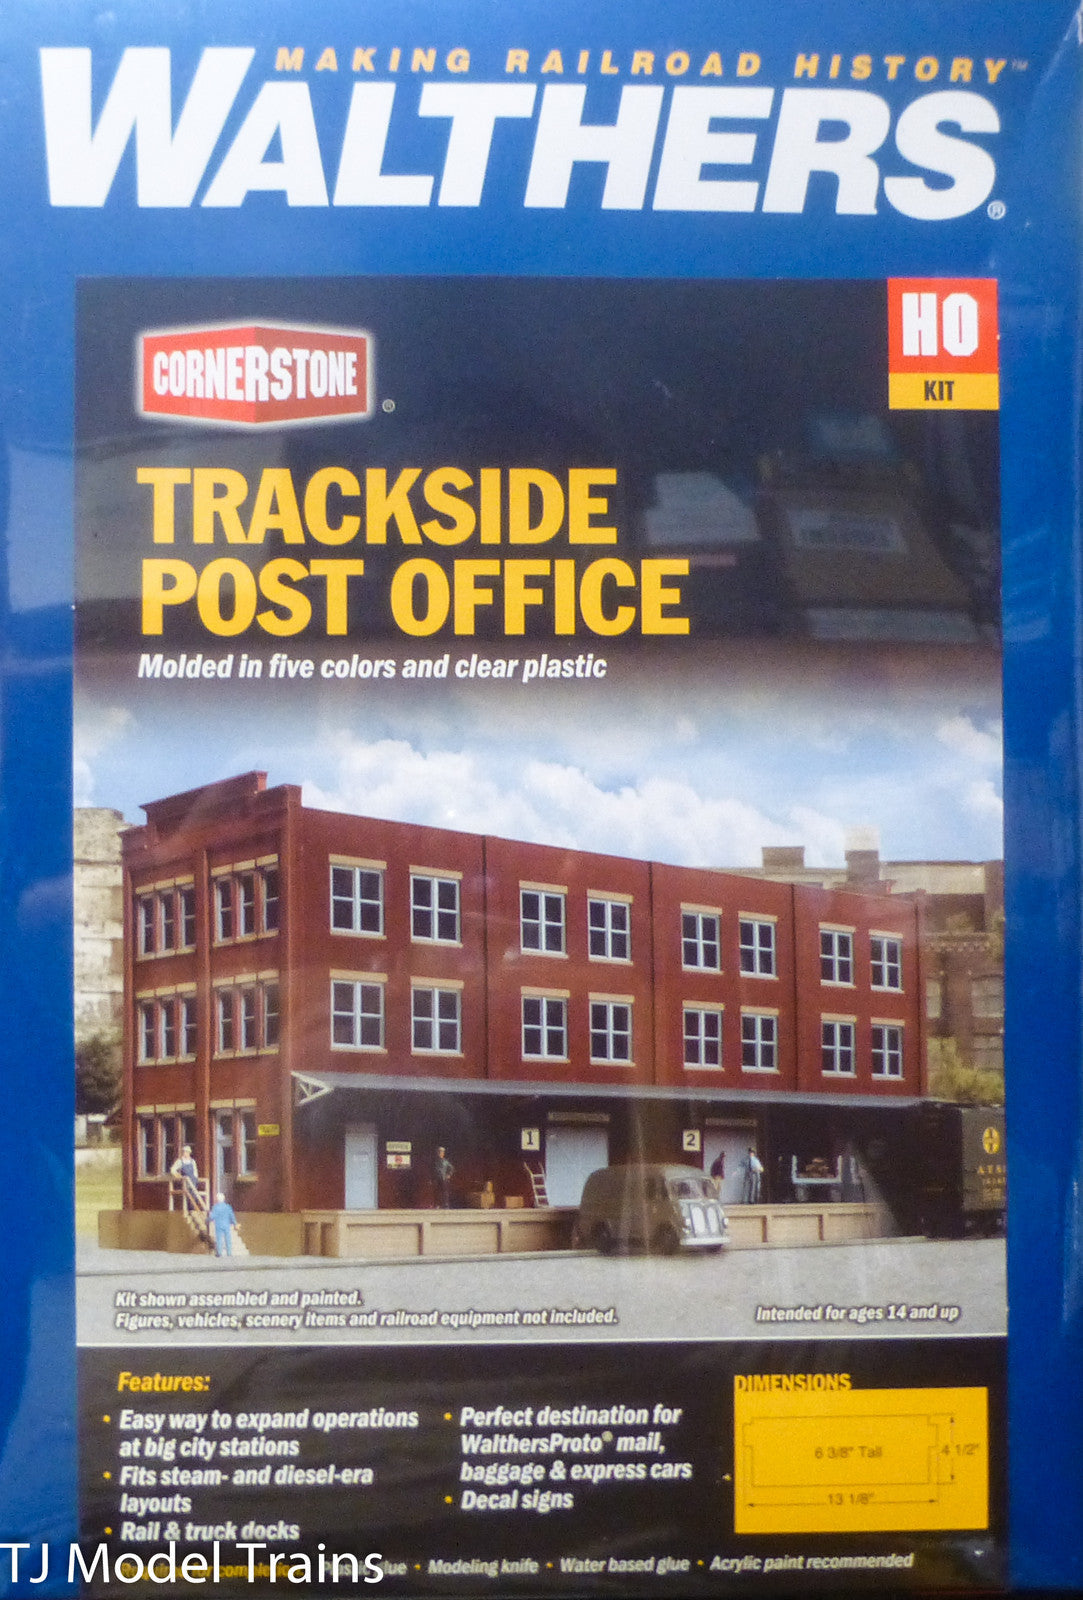 MAKING RAILROAD HISTORY™
WALTHERS®
HO
KIT
CORNERSTONE®
TRACKSIDE
POST OFFICE
Molded in five colors and clear plastic
1
2
Kit shown assembled and painted.
Figures, vehicles, scenery items and railroad equipment not included.
Intended for ages 14 and up
Features:
• Easy way to expand operations
at big city stations
• Fits steam- and diesel-era
layouts
• Rail & truck docks
• Perfect destination for
WalthersProto® mail,
baggage & express cars
• Decal signs
DIMENSIONS
6 3/8" Tall
4 1/2"
13 1/8"
glue • Modeling knife • Water based glue • Acrylic paint recommended
TJ Model Trains